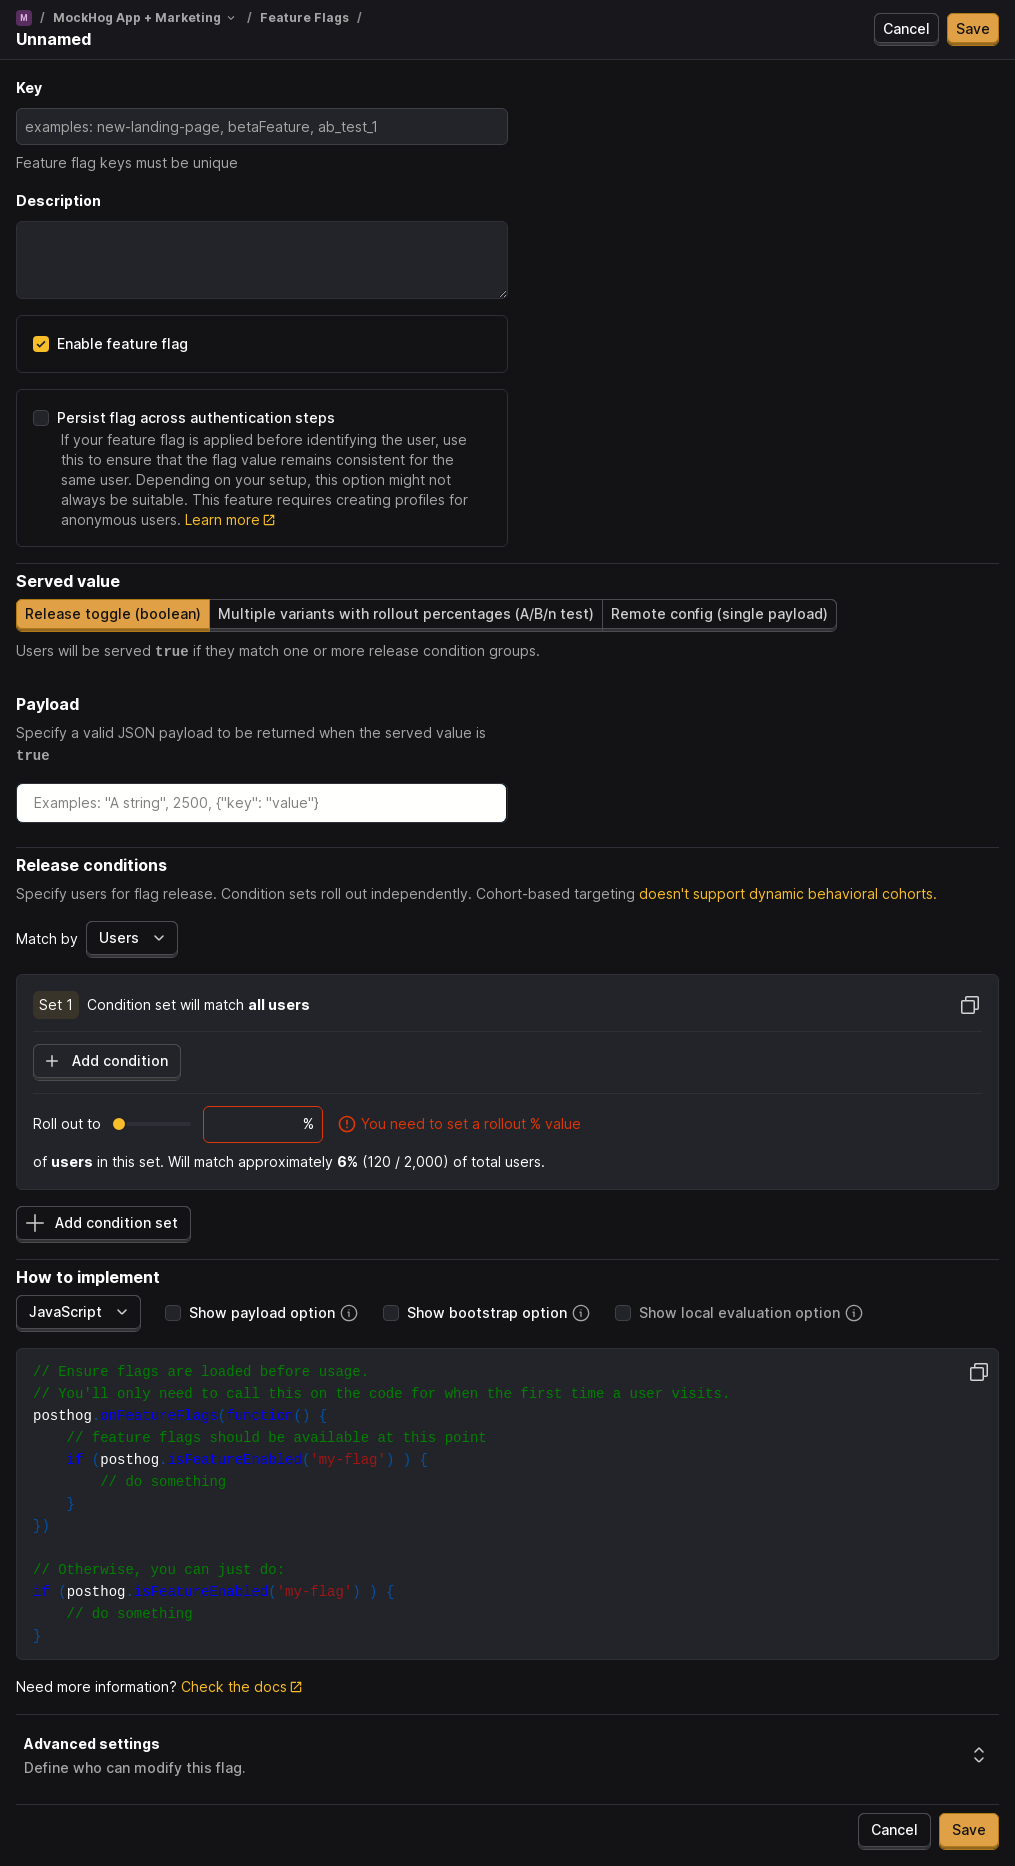 M / MockHog App + Marketing / Feature Flags /
Unnamed
Cancel
Save
Key
examples: new-landing-page, betaFeature, ab_test_1
Feature flag keys must be unique
Description
Enable feature flag
Persist flag across authentication steps
If your feature flag is applied before identifying the user, use
this to ensure that the flag value remains consistent for the
same user. Depending on your setup, this option might not
always be suitable. This feature requires creating profiles for
anonymous users. Learn more
Served value
Release toggle (boolean)
Multiple variants with rollout percentages (A/B/n test)
Remote config (single payload)
Users will be served true if they match one or more release condition groups.
Payload
Specify a valid JSON payload to be returned when the served value is
true
Examples: "A string", 2500, {"key": "value"}
Release conditions
Specify users for flag release. Condition sets roll out independently. Cohort-based targeting doesn't support dynamic behavioral cohorts.
Match by Users
Set 1 Condition set will match all users
Add condition
Roll out to % You need to set a rollout % value
of users in this set. Will match approximately 6% (120 / 2,000) of total users.
Add condition set
How to implement
JavaScript
Show payload option
Show bootstrap option
Show local evaluation option
// Ensure flags are loaded before usage.
// You'll only need to call this on the code for when the first time a user visits.
posthog.onFeatureFlags(function() {
    // feature flags should be available at this point
    if (posthog.isFeatureEnabled('my-flag') ) {
        // do something
    }
})
// Otherwise, you can just do:
if (posthog.isFeatureEnabled('my-flag') ) {
    // do something
}
Need more information? Check the docs
Advanced settings
Define who can modify this flag.
Cancel
Save